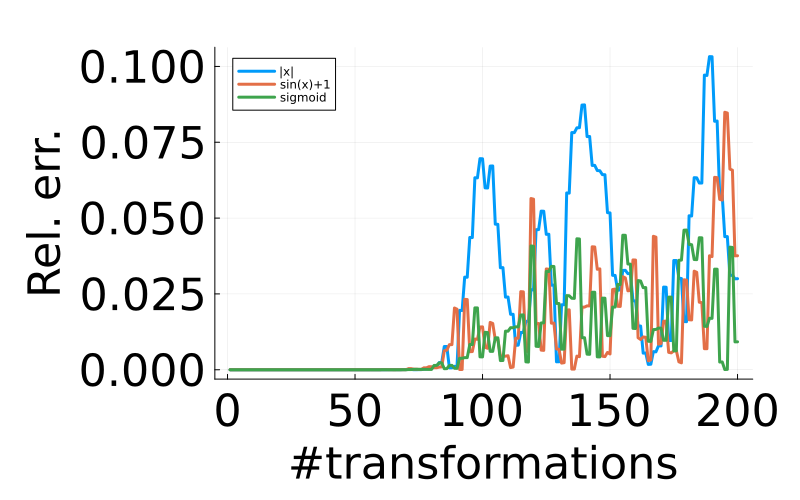 0.100
0.075
0.050
0.025
0.000
Rel. err.
|x|
sin(x)+1
sigmoid
0 50 100 150 200
#transformations